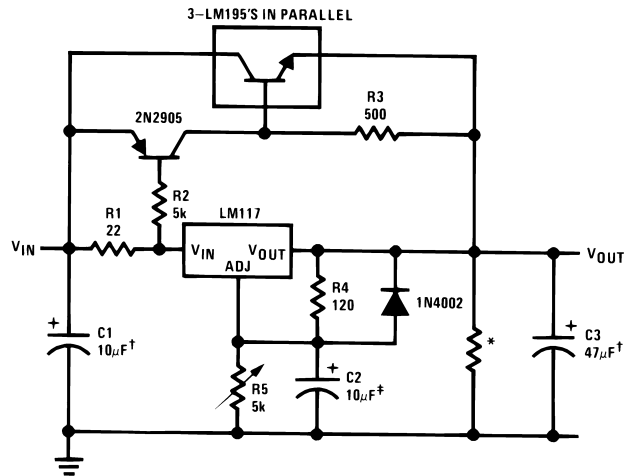 3–LM195'S IN PARALLEL
2N2905
R3
500
R2
5k
R1
22
LM117
VIN
VIN
VOUT
ADJ
VOUT
R4
120
1N4002
+
C1
10μF†
R5
5k
+
C2
10μF‡
*
+
C3
47μF†